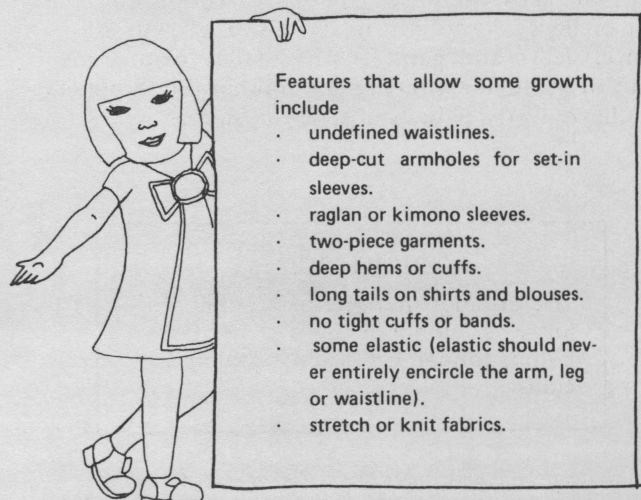 Features that allow some growth
include
· undefined waistlines.
· deep-cut armholes for set-in
sleeves.
· raglan or kimono sleeves.
· two-piece garments.
· deep hems or cuffs.
· long tails on shirts and blouses.
· no tight cuffs or bands.
· some elastic (elastic should nev-
er entirely encircle the arm, leg
or waistline).
· stretch or knit fabrics.